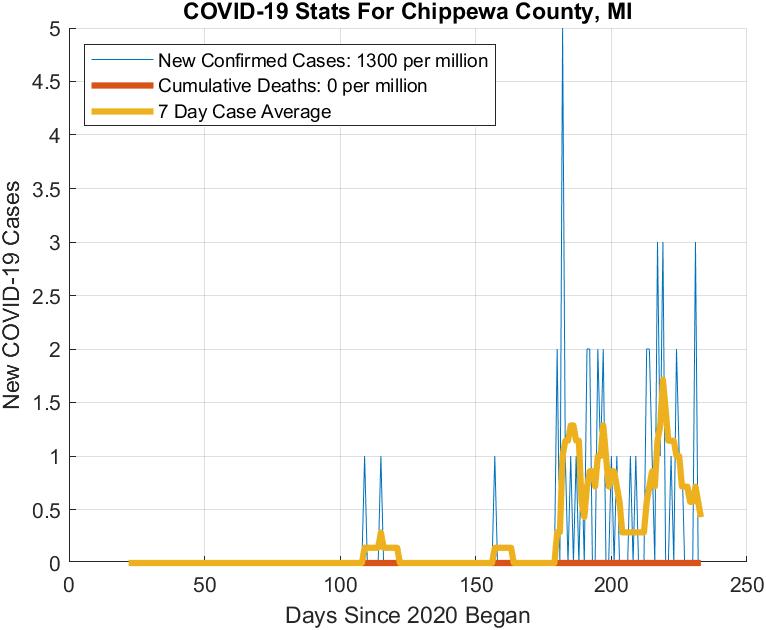 COVID-19 Stats For Chippewa County, MI
New Confirmed Cases: 1300 per million
Cumulative Deaths: 0 per million
7 Day Case Average
New COVID-19 Cases
5
4.5
4
3.5
3
2.5
2
1.5
1
0.5
0
0 50 100 150 200 250
Days Since 2020 Began